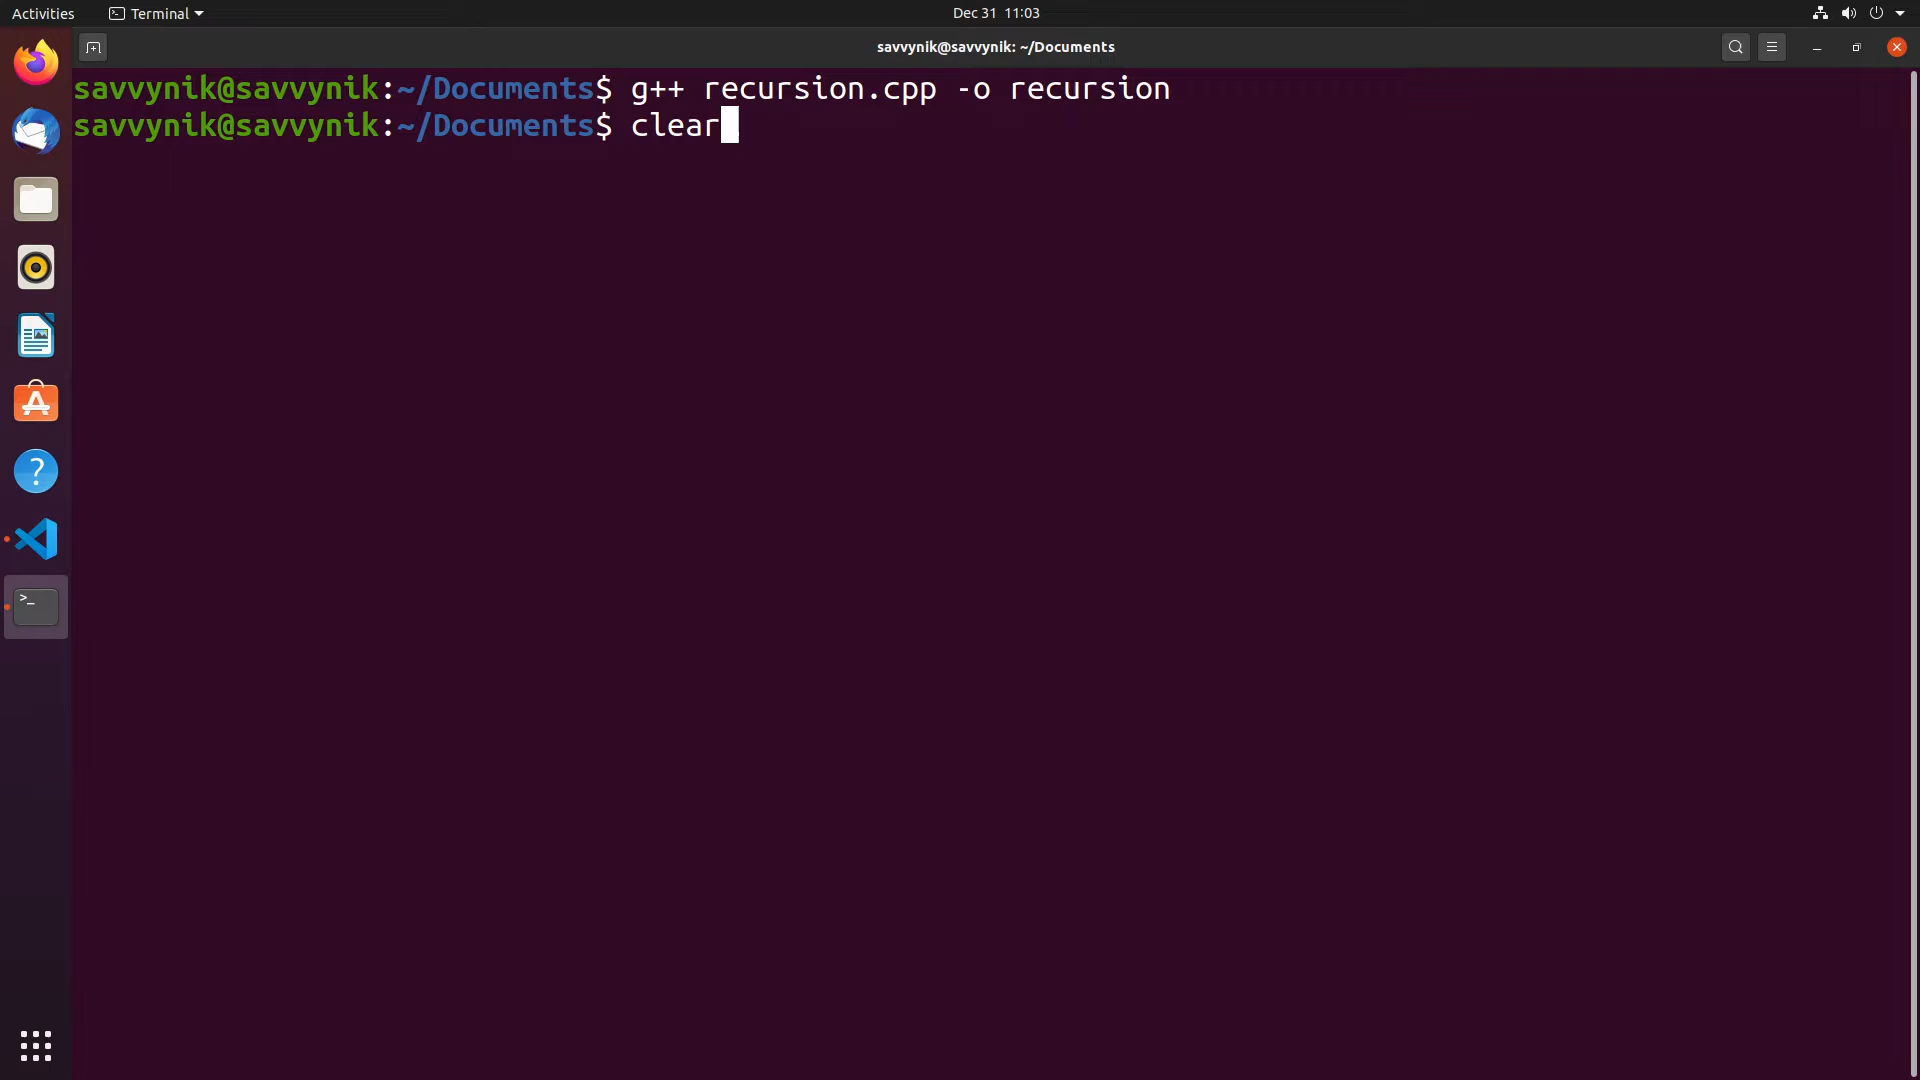 Activities Terminal Dec 31 11:03
savvynik@savvynik: ~/Documents
savvynik@savvynik:~/Documents$ g++ recursion.cpp -o recursion
savvynik@savvynik:~/Documents$ clear